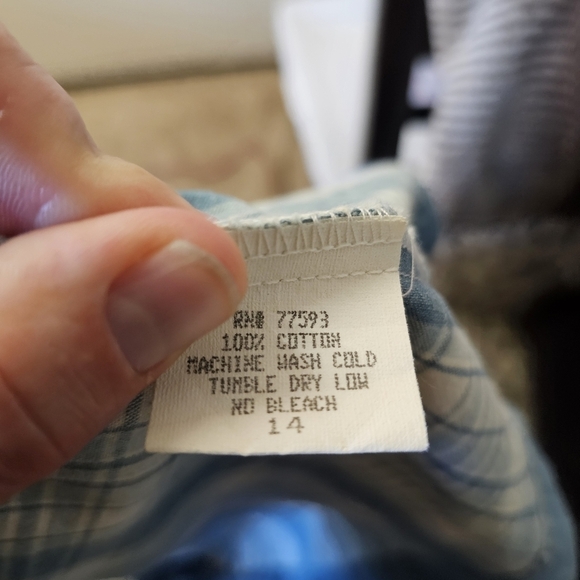 RN# 77593
100% COTTON
MACHINE WASH COLD
TUMBLE DRY LOW
NO BLEACH
14